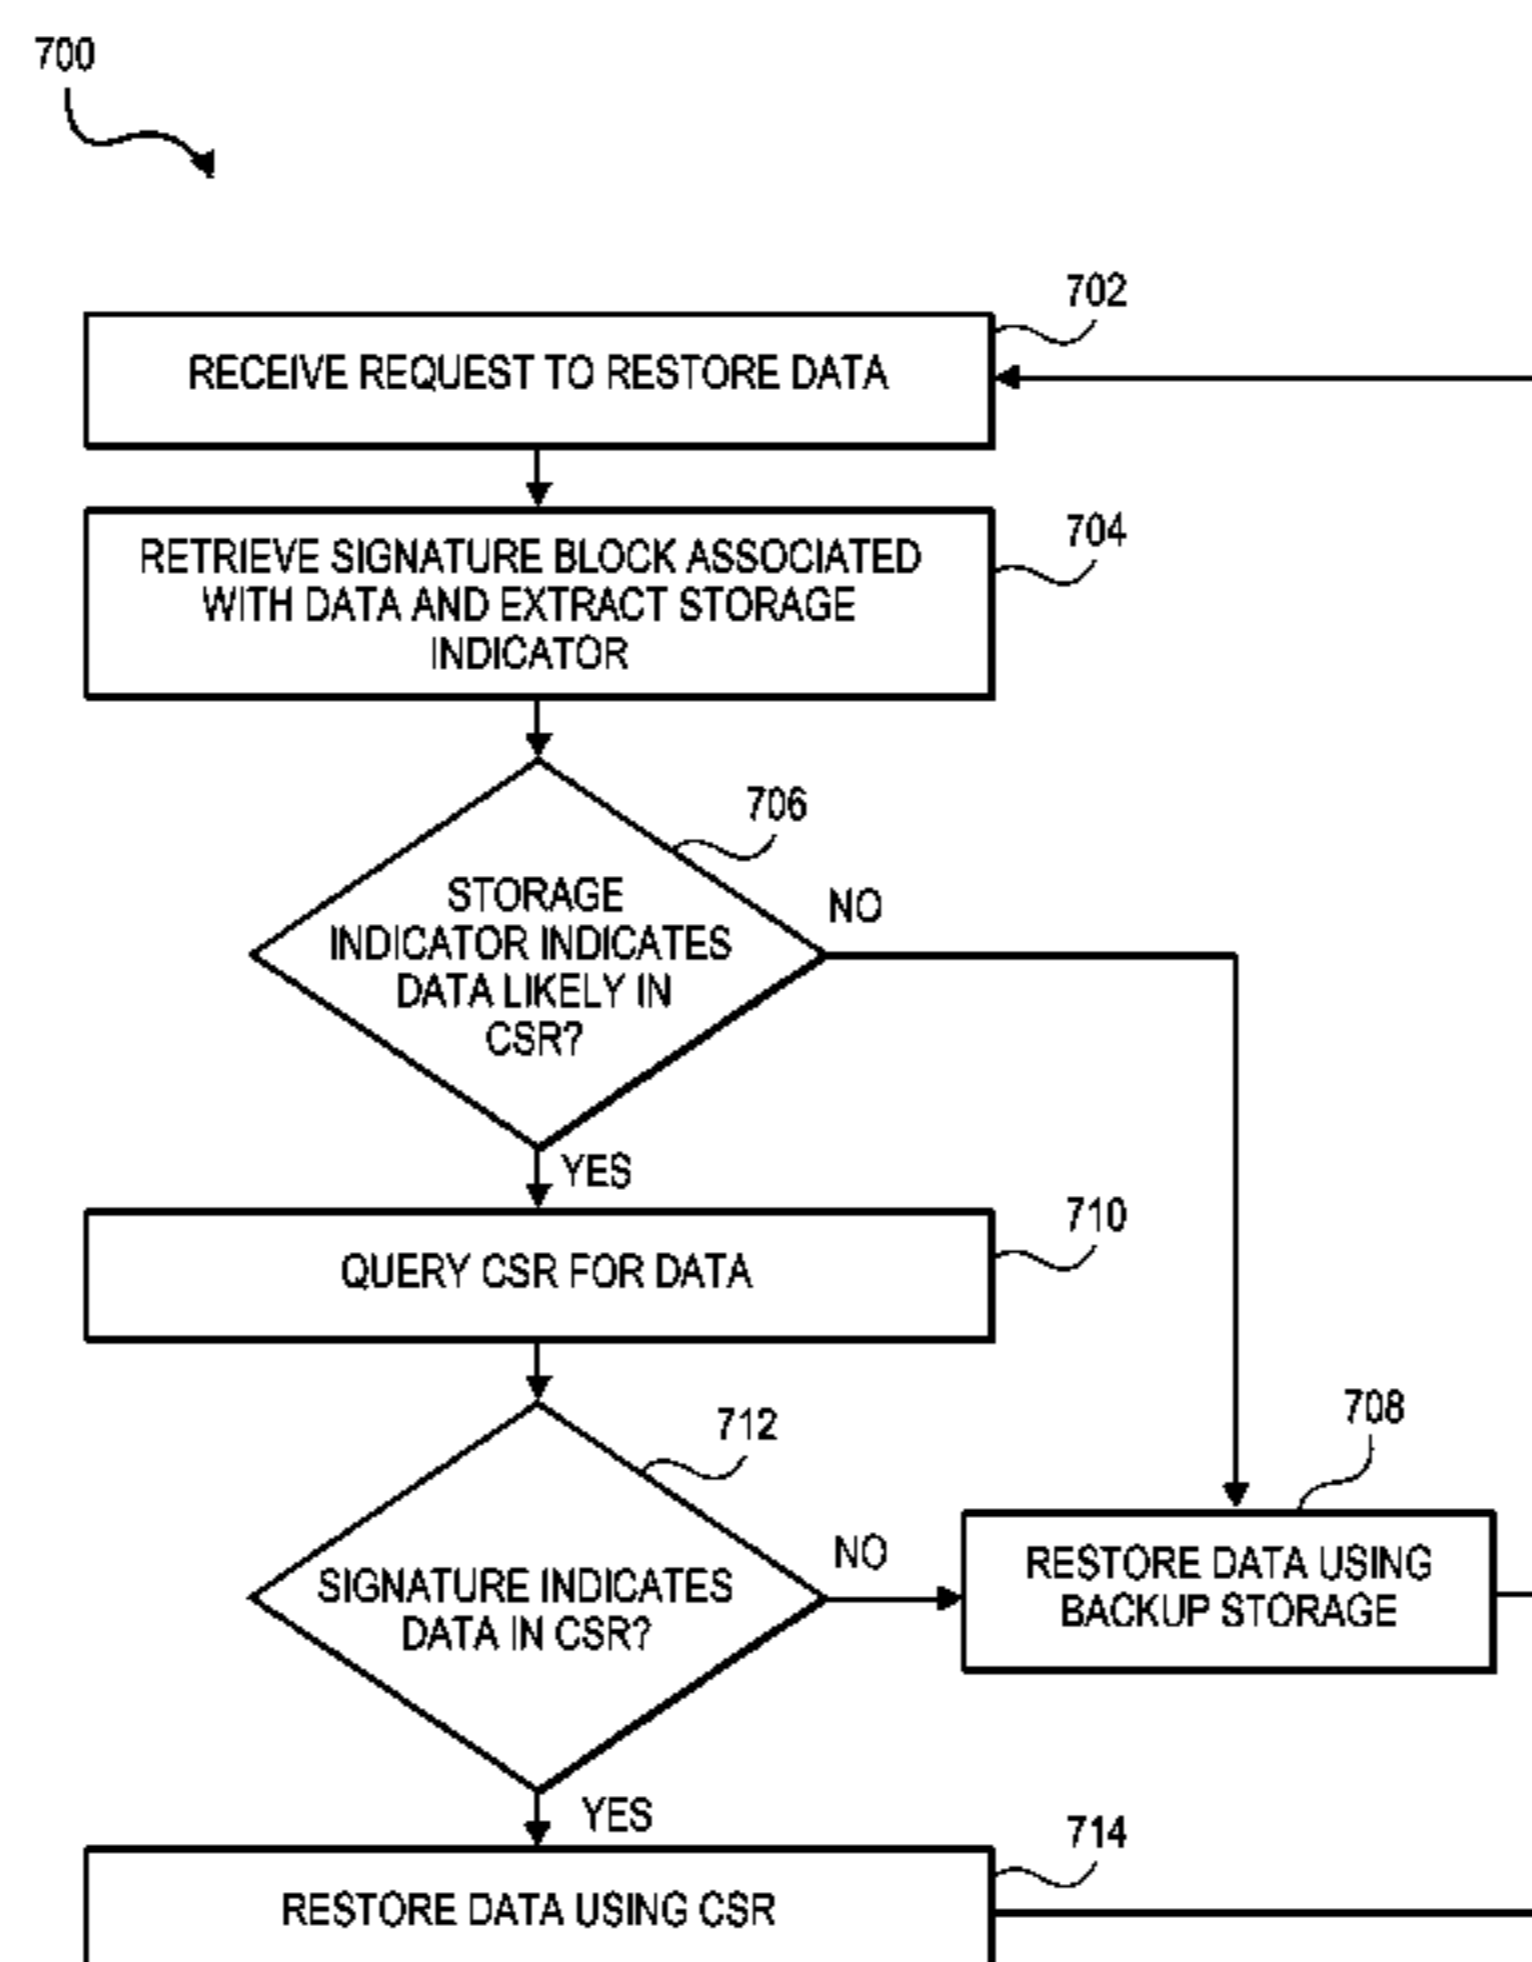 700
702
RECEIVE REQUEST TO RESTORE DATA
704
RETRIEVE SIGNATURE BLOCK ASSOCIATED
WITH DATA AND EXTRACT STORAGE
INDICATOR
706
STORAGE
INDICATOR INDICATES
DATA LIKELY IN
CSR?
NO
YES
710
QUERY CSR FOR DATA
712
SIGNATURE INDICATES
DATA IN CSR?
NO
708
RESTORE DATA USING
BACKUP STORAGE
YES
714
RESTORE DATA USING CSR